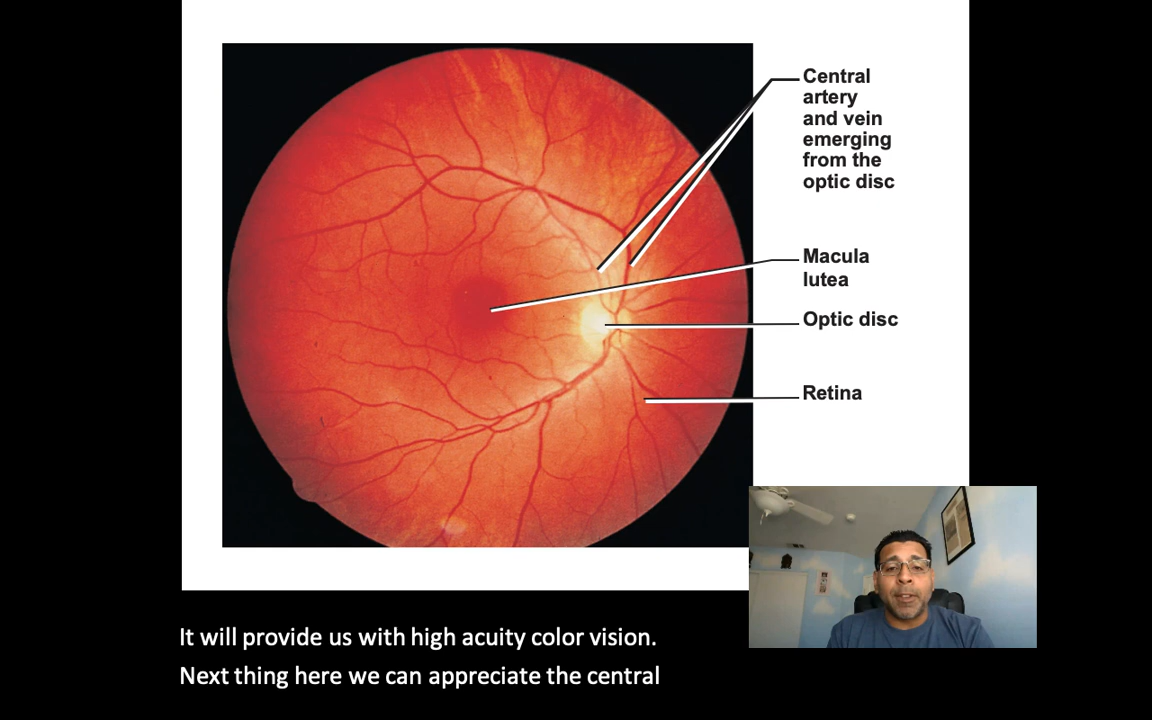 Central
artery
and vein
emerging
from the
optic disc
Macula
lutea
Optic disc
Retina
It will provide us with high acuity color vision.
Next thing here we can appreciate the central